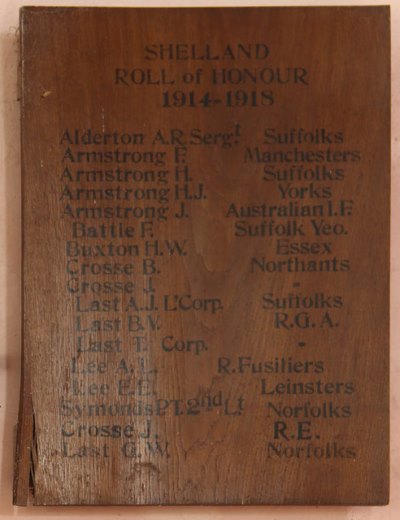 SHELLAND
ROLL of HONOUR
1914-1918
Alderton A.R. Sergt. Suffolks
Armstrong F. Manchesters
Armstrong H. Suffolks
Armstrong H.J. Yorks
Armstrong J. Australian I.F.
Battle F. Suffolk Yeo.
Buxton H.W. Essex
Crosse B. Northants
Crosse J. "
Last A.J. L'Corp. Suffolks
Last B.V. R.G.A.
Last T. Corp. "
Lee A.L. R.Fusiliers
Lee E.E. Leinsters
Symonds P.T. 2nd Lt. Norfolks
Crosse J. R.E.
Last G.W. Norfolks